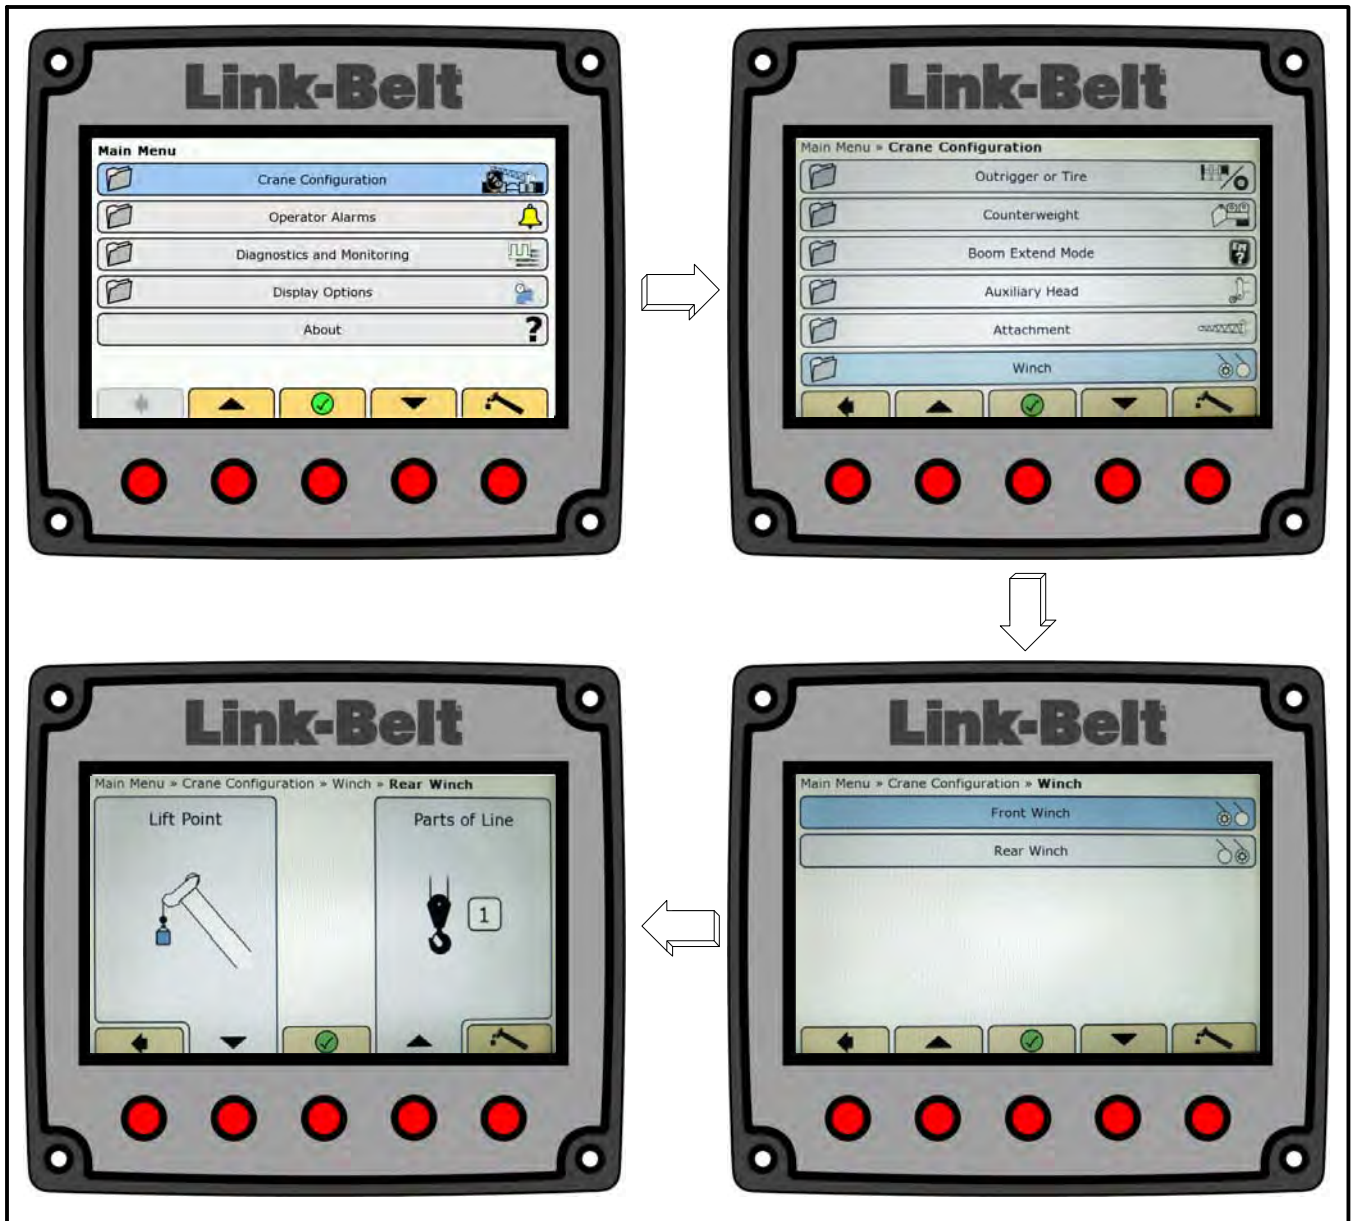 Link-Belt
Main Menu
Crane Configuration
Operator Alarms
Diagnostics and Monitoring
Display Options
About
?
Link-Belt
Main Menu » Crane Configuration
Outrigger or Tire
Counterweight
Boom Extend Mode
?
Auxiliary Head
Attachment
Winch
Link-Belt
Main Menu » Crane Configuration » Winch » Rear Winch
Lift Point
Parts of Line
1
Link-Belt
Main Menu » Crane Configuration » Winch
Front Winch
Rear Winch